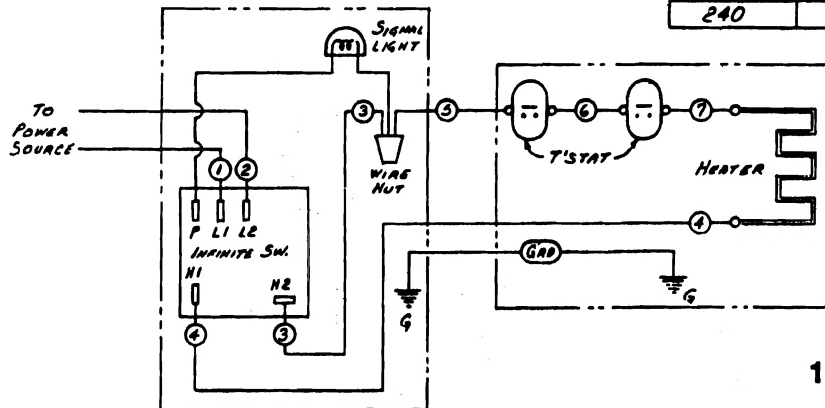 240
SIGNAL
LIGHT
TO
POWER
SOURCE
3
5
6
7
T'STAT
WIRE
NUT
HEATER
1
2
P L1 L2
INFINITE SW.
H1
H2
4
GRD
G
G
4
3
1